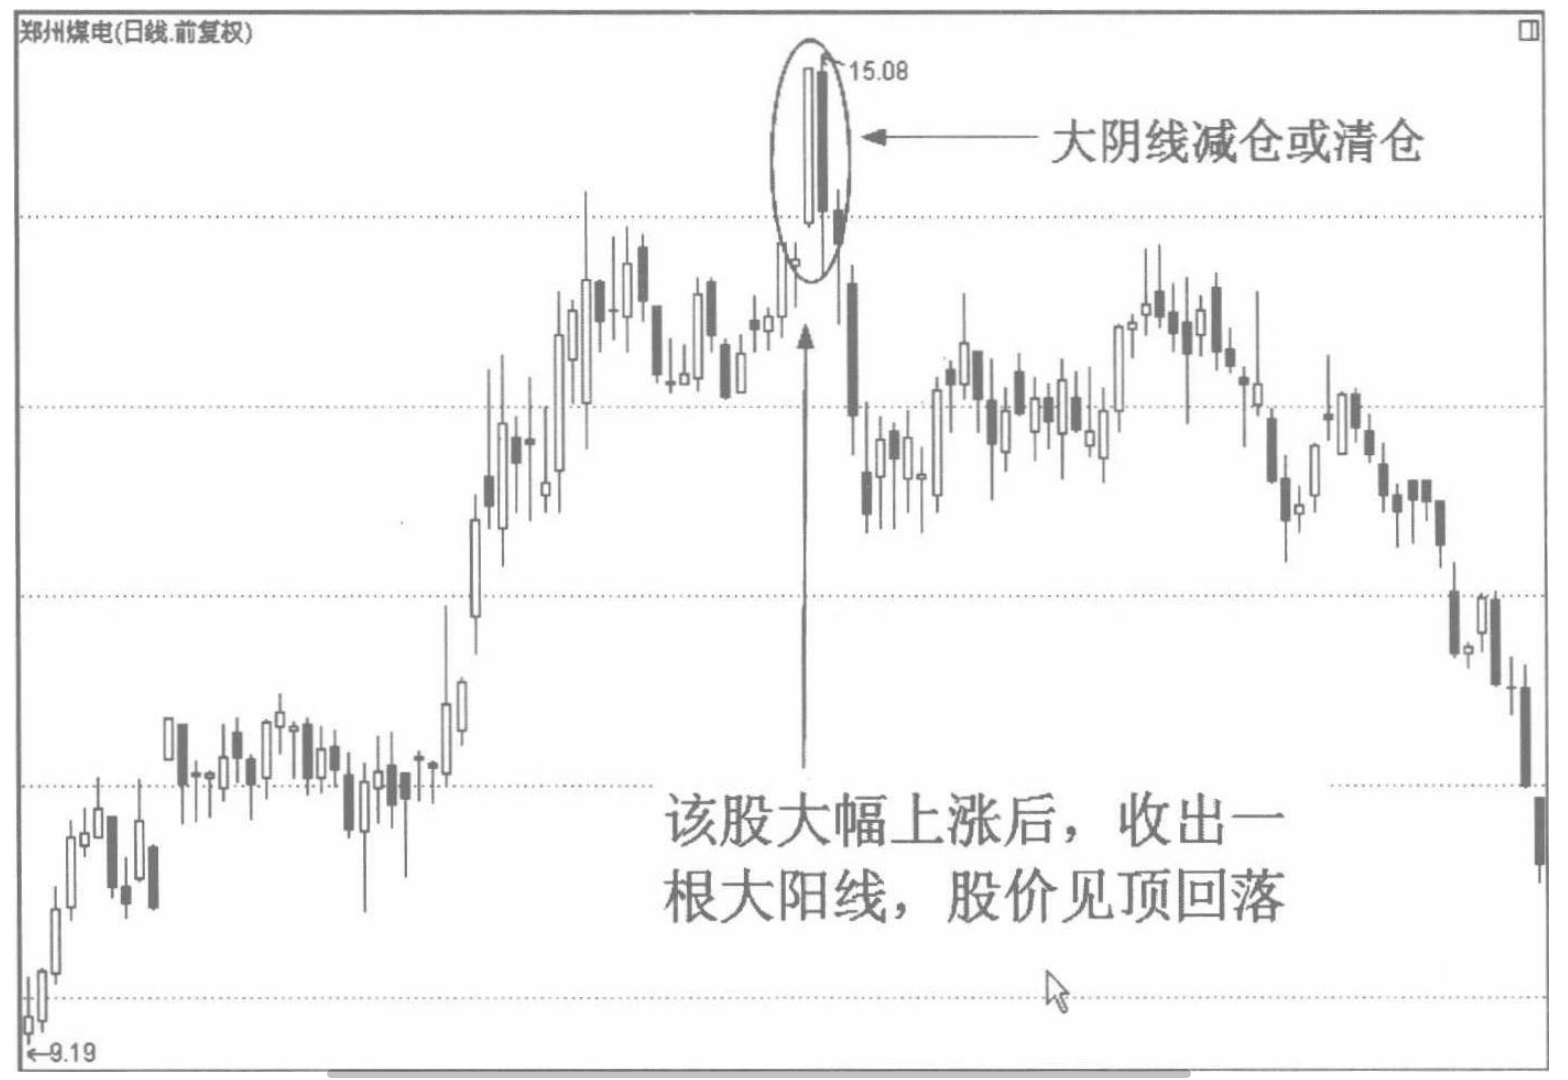 郑州煤电(日线.前复权)
15.08
大阴线减仓或清仓
该股大幅上涨后，收出一
根大阳线，股价见顶回落
9.19